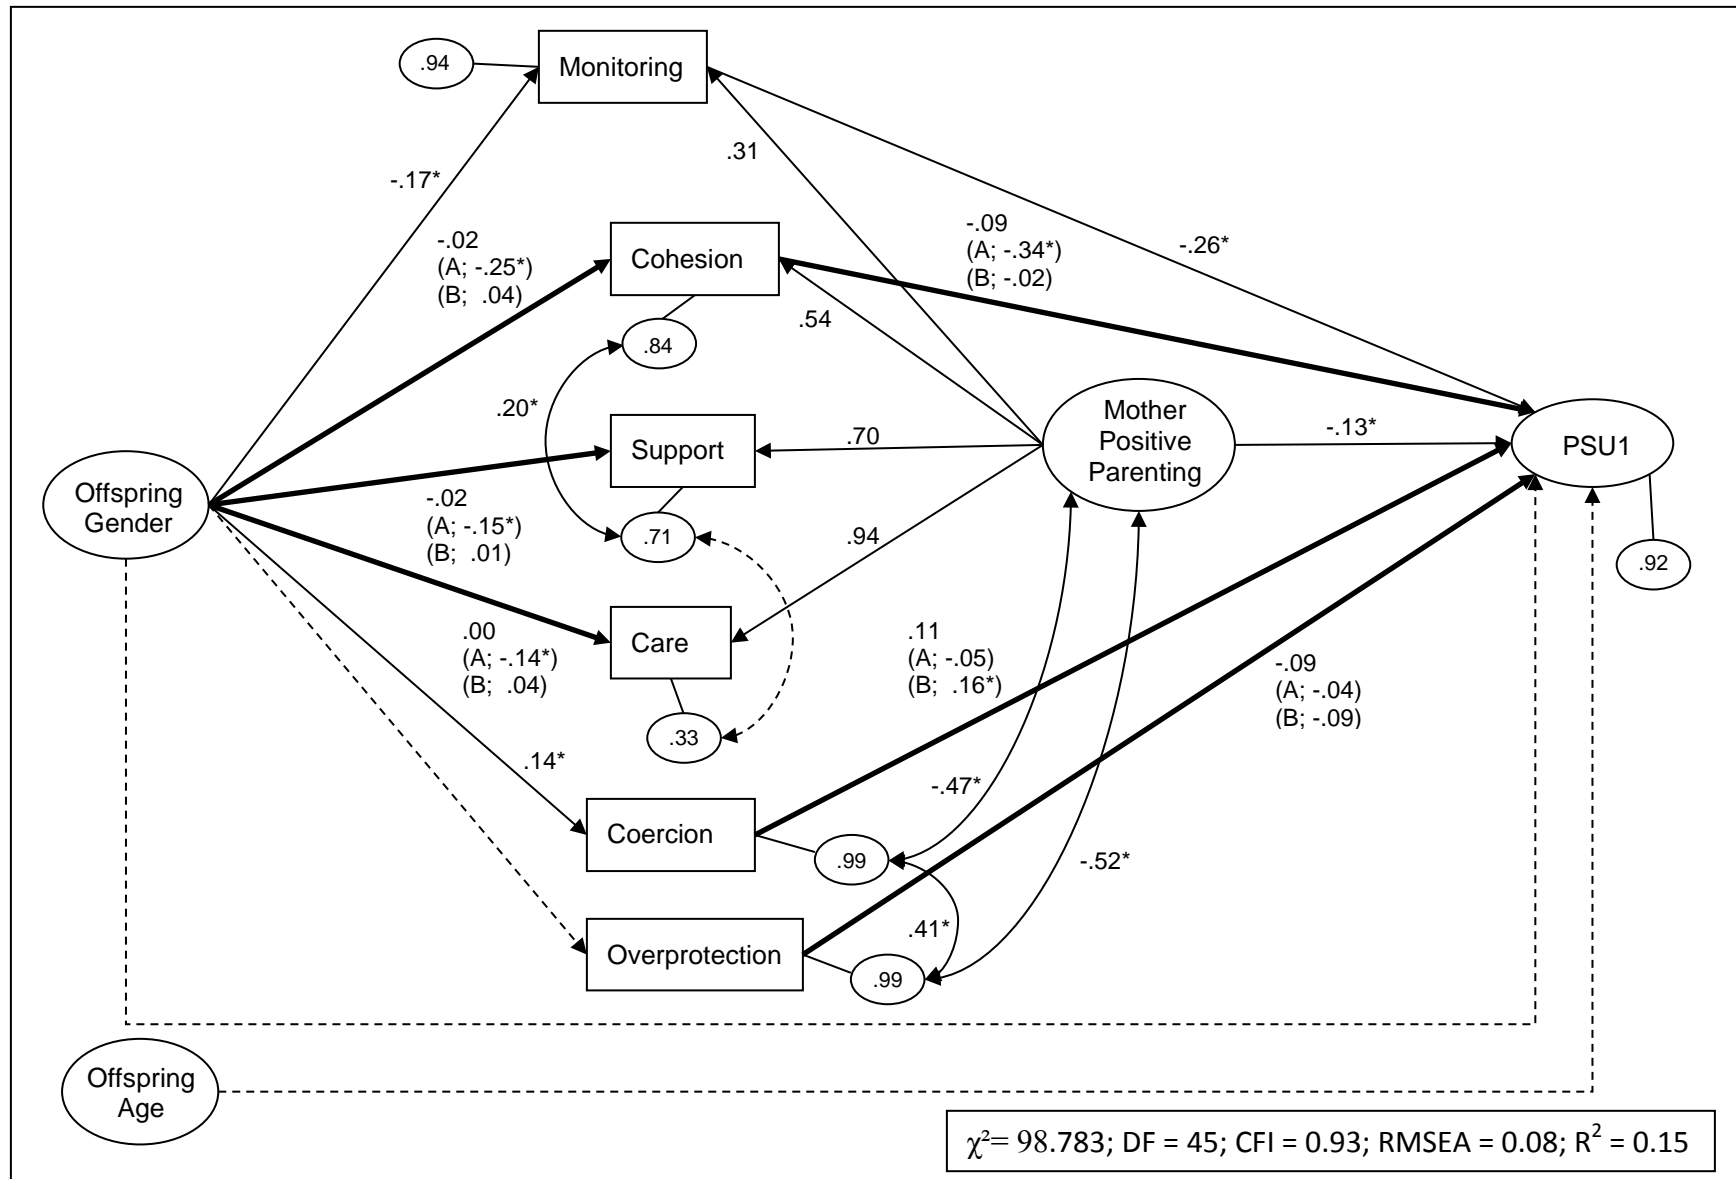 .94
Monitoring
.31
-.17*
-.02
(A; -.25*)
(B; .04)
Cohesion
-.09
(A; -.34*)
(B; -.02)
-.26*
.54
.84
.20*
Support
.70
Mother
Positive
Parenting
-.13*
PSU1
Offspring
Gender
-.02
(A; -.15*)
(B; .01)
.71
.94
.92
Care
.00
(A; -.14*)
(B; .04)
.11
(A; -.05)
(B; .16*)
-.09
(A; -.04)
(B; -.09)
.33
.14*
-.47*
Coercion
.99
-.52*
.41*
Overprotection
.99
Offspring
Age
χ²= 98.783; DF = 45; CFI = 0.93; RMSEA = 0.08; R² = 0.15